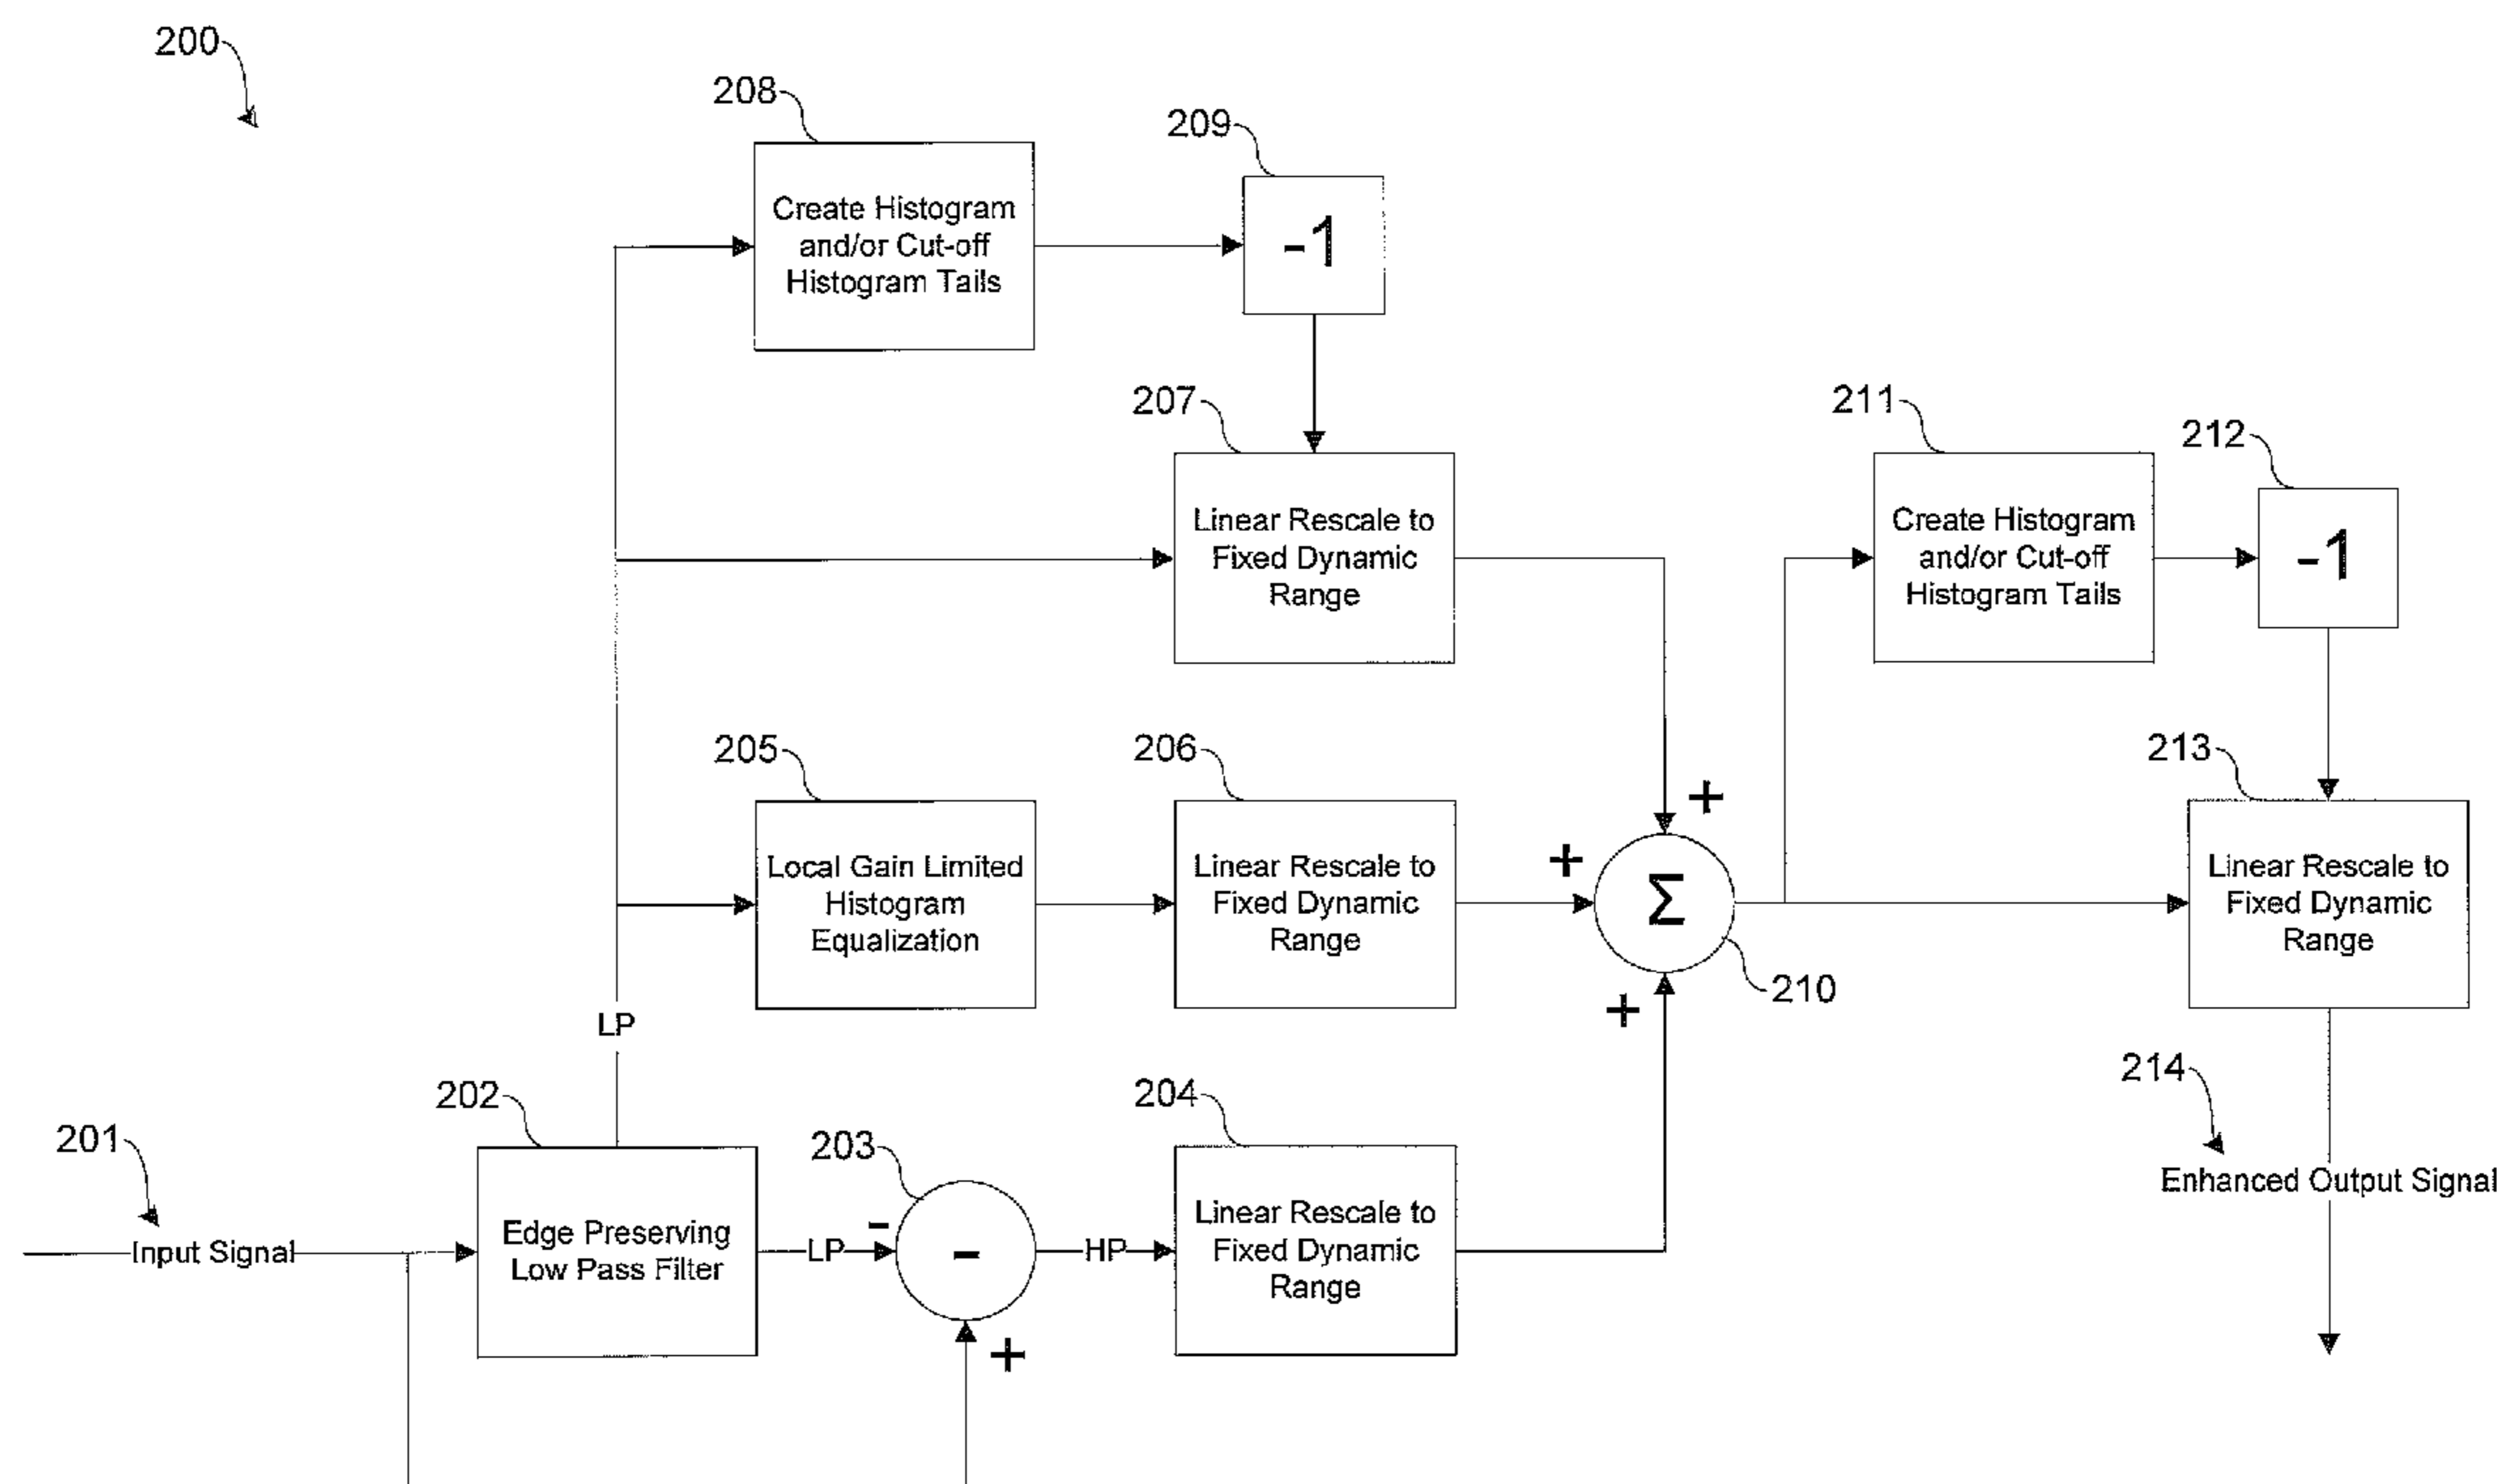 200
208
209
Create Histogram
and/or Cut-off
Histogram Tails
-1
207
211
212
Linear Rescale to
Fixed Dynamic
Range
Create Histogram
and/or Cut-off
Histogram Tails
-1
205
206
213
+
+
Local Gain Limited
Histogram
Equalization
Linear Rescale to
Fixed Dynamic
Range
Σ
Linear Rescale to
Fixed Dynamic
Range
210
+
LP
202
203
204
214
201
Enhanced Output Signal
Input Signal
Edge Preserving
Low Pass Filter
LP
-
-
HP
Linear Rescale to
Fixed Dynamic
Range
+